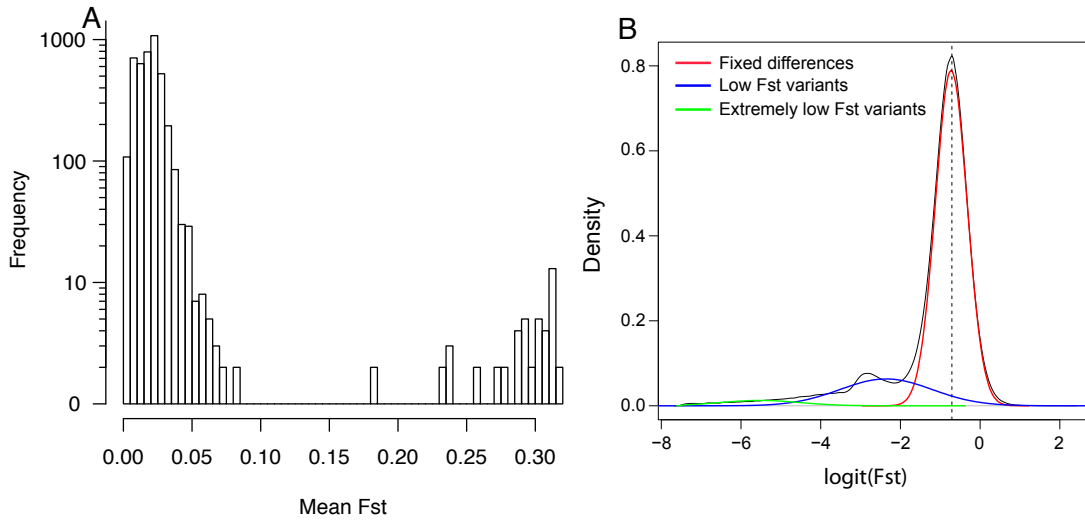 A
Frequency
1000
100
10
0
0.00 0.05 0.10 0.15 0.20 0.25 0.30
Mean Fst
B
Fixed differences
Low Fst variants
Extremely low Fst variants
Density
0.8
0.6
0.4
0.2
0.0
−8 −6 −4 −2 0 2
logit(Fst)